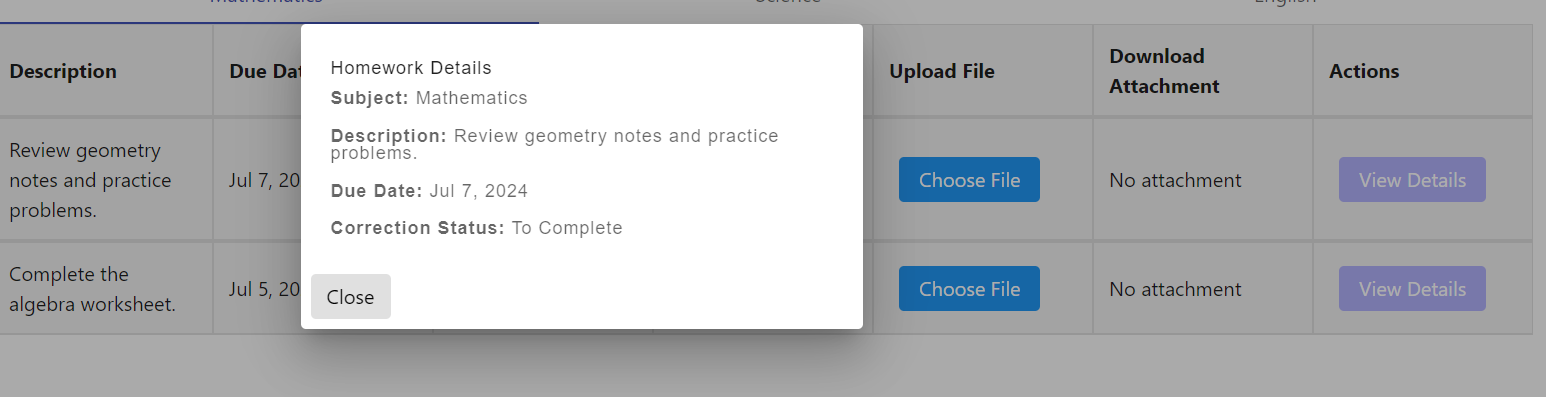 Mathematics
Science
English
Description
Due Dat
Upload File
Download
Attachment
Actions
Homework Details
Subject: Mathematics
Description: Review geometry notes and practice
problems.
Due Date: Jul 7, 2024
Correction Status: To Complete
Close
Review geometry
notes and practice
problems.
Jul 7, 20
Choose File
No attachment
View Details
Complete the
algebra worksheet.
Jul 5, 20
Choose File
No attachment
View Details